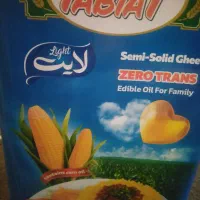 TABIAT
Light
لایت
Semi-Solid Ghee
ZERO TRANS
Edible Oil For Family